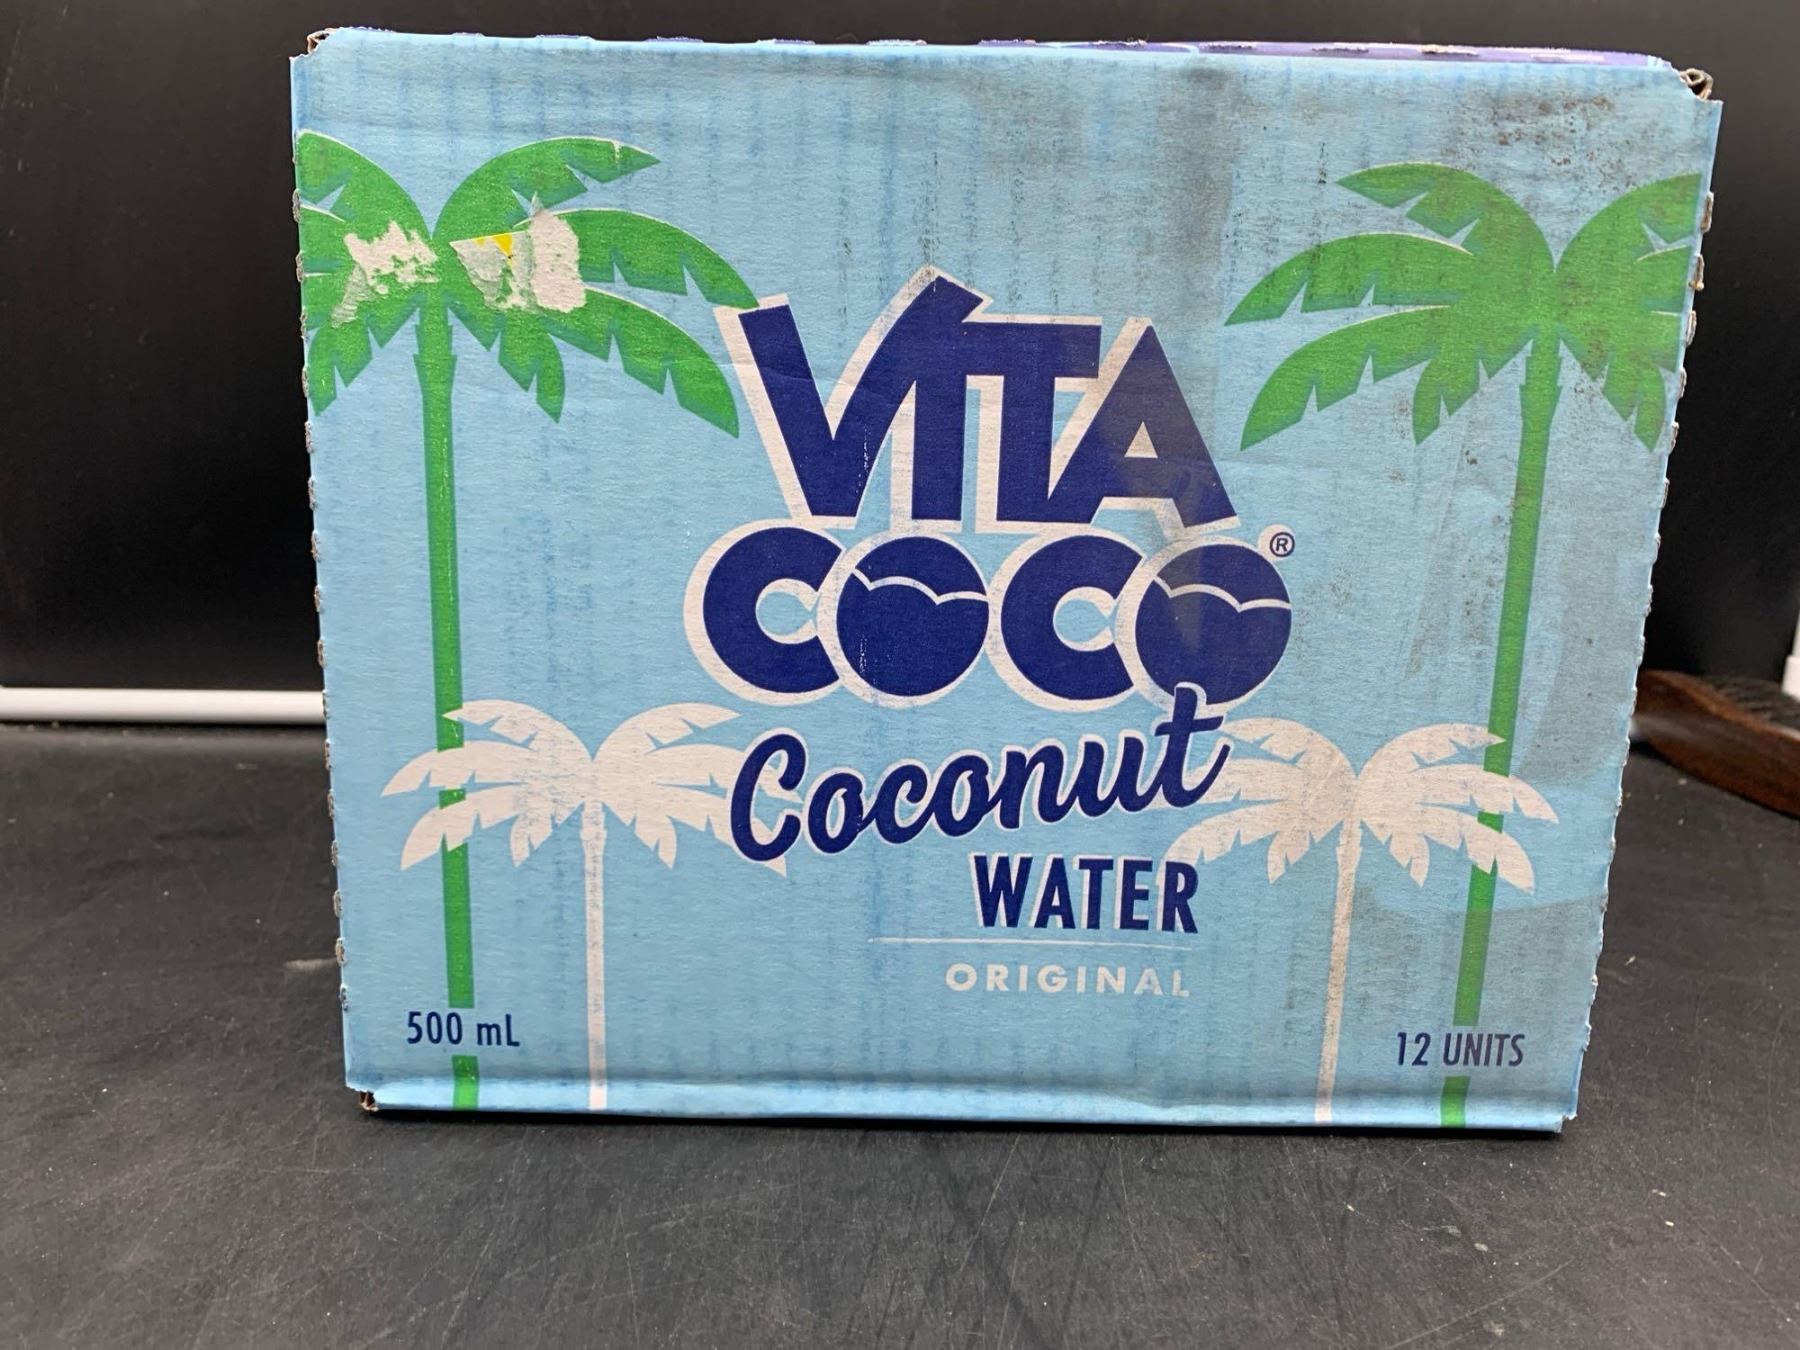 VITA
COCO®
Coconut
WATER
ORIGINAL
500 mL
12 UNITS